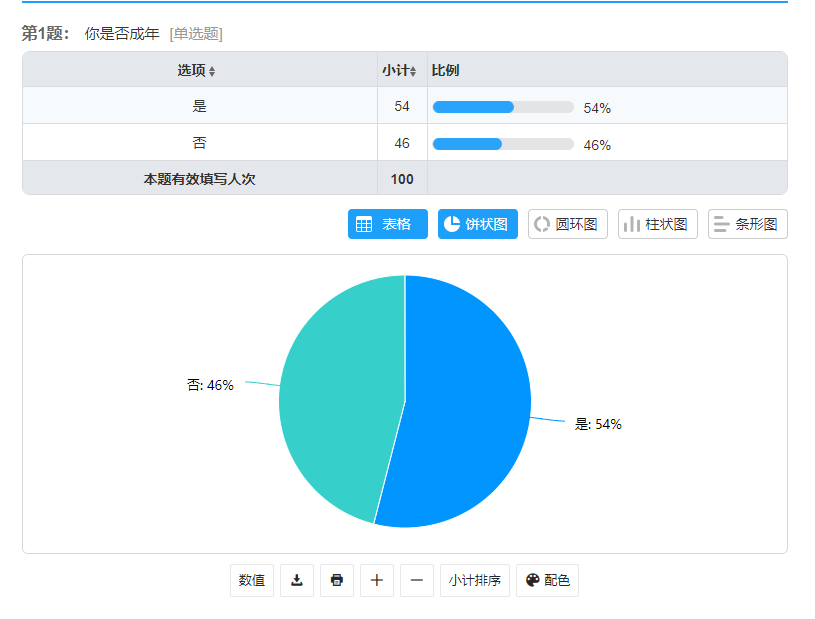 第1题： 你是否成年 [单选题]
选项 小计 比例
是 54 54%
否 46 46%
本题有效填写人次 100
表格 饼状图 圆环图 柱状图 条形图
否: 46%
是: 54%
数值 小计排序 配色